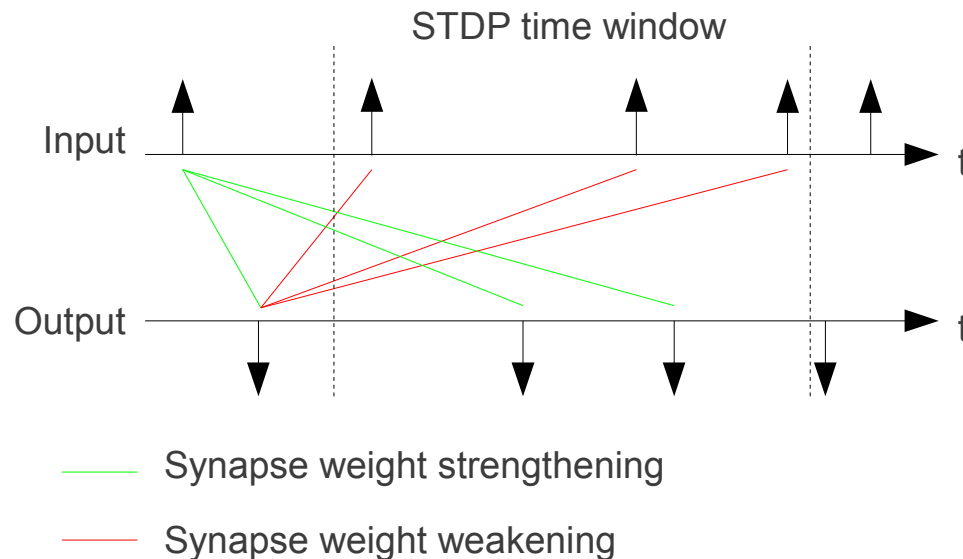 STDP time window
Input
t
Output
t
Synapse weight strengthening
Synapse weight weakening